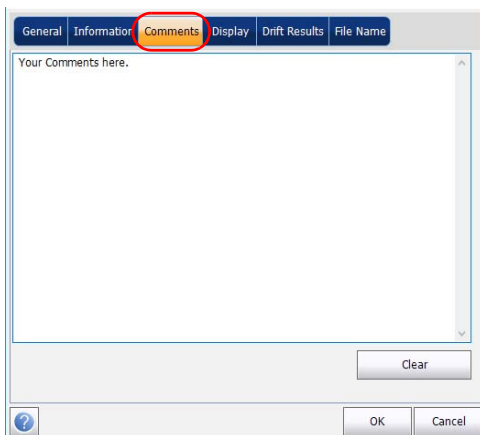 General Information Comments Display Drift Results File Name
Your Comments here.
Clear
? OK Cancel